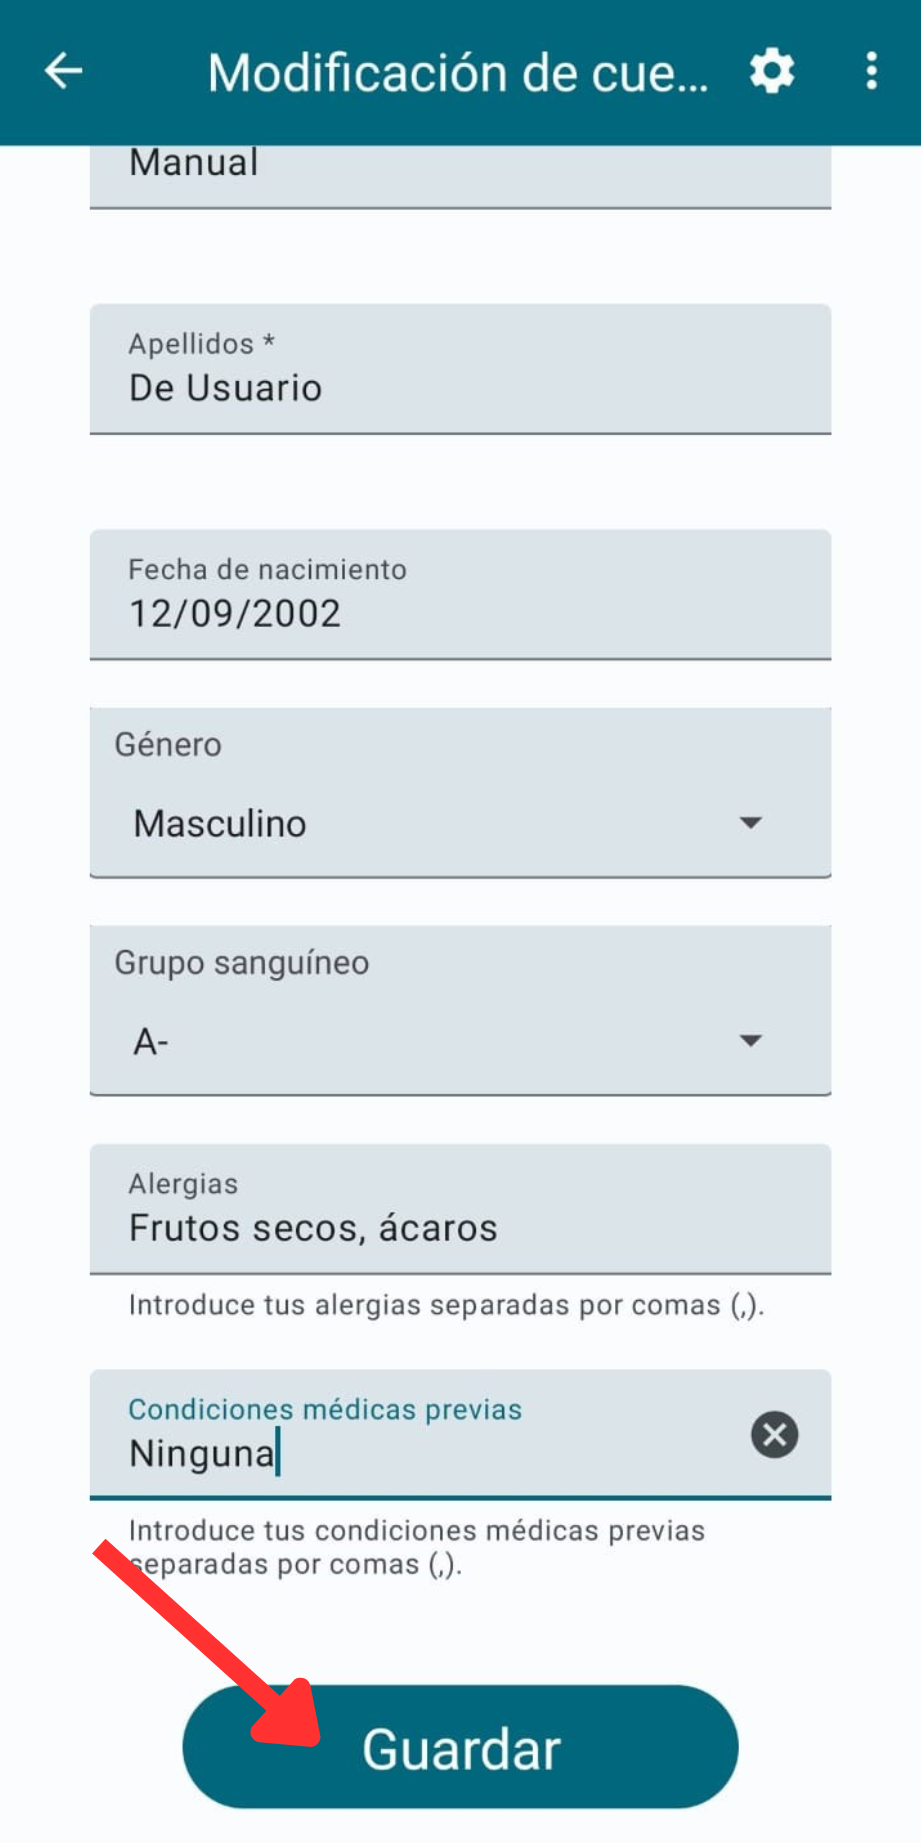 Modificación de cue...
Manual
Apellidos *
De Usuario
Fecha de nacimiento
12/09/2002
Género
Masculino
Grupo sanguíneo
A-
Alergias
Frutos secos, ácaros
Introduce tus alergias separadas por comas (,).
Condiciones médicas previas
Ninguna
Introduce tus condiciones médicas previas
separadas por comas (,).
Guardar